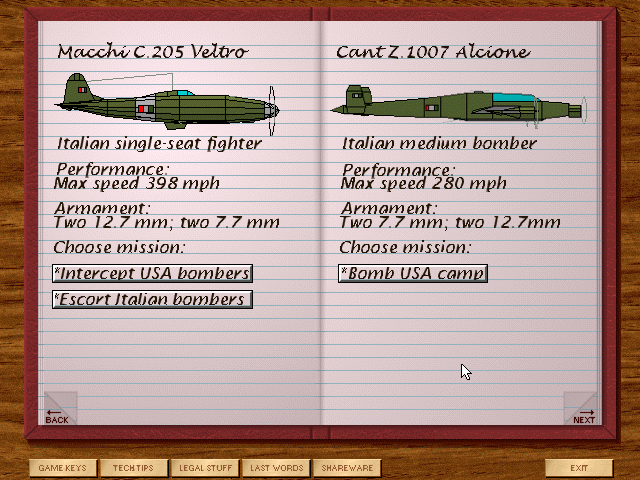 Macchi C.205 Veltro
Italian single-seat fighter
Performance:
Max speed 398 mph
Armament:
Two 12.7 mm; two 7.7 mm
Choose mission:
*Intercept USA bombers
*Escort Italian bombers
BACK
Cant Z.1007 Alcione
Italian medium bomber
Performance:
Max speed 280 mph
Armament:
Two 7.7 mm; two 12.7mm
Choose mission:
*Bomb USA camp
NEXT
GAME KEYS
TECH TIPS
LEGAL STUFF
LAST WORDS
SHAREWARE
EXIT